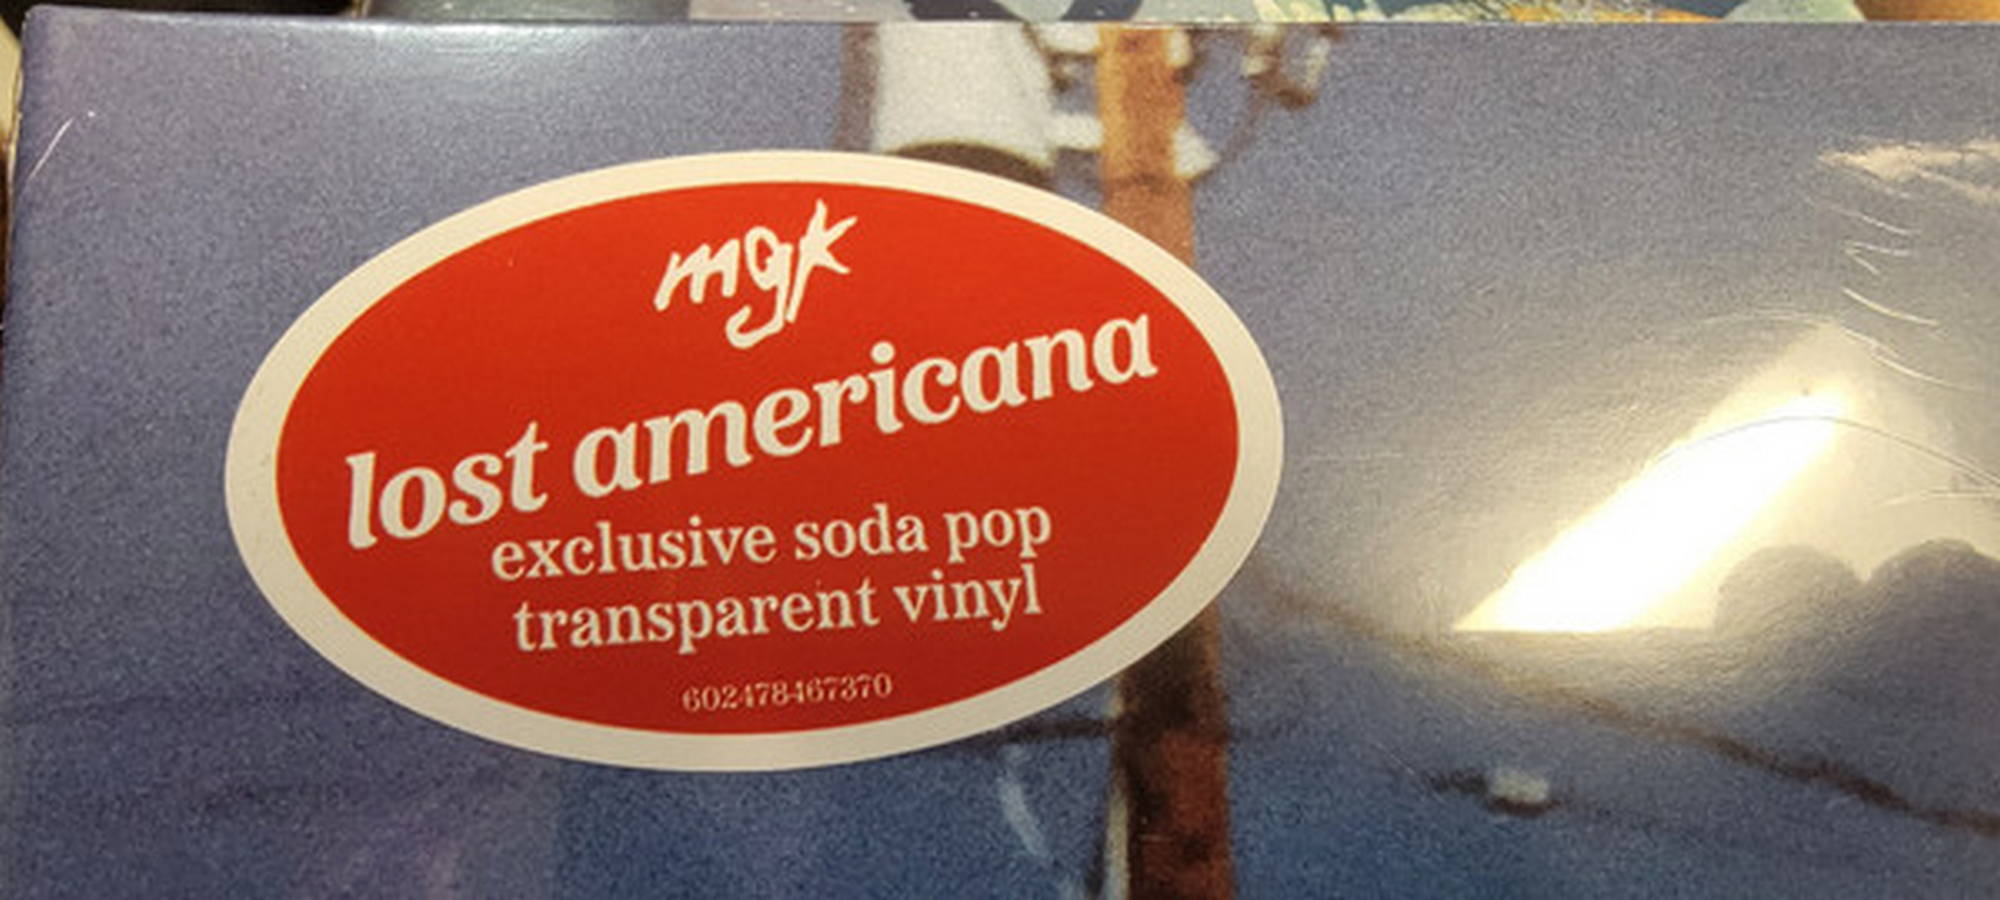 mgk
lost americana
exclusive soda pop
transparent vinyl
602478467370